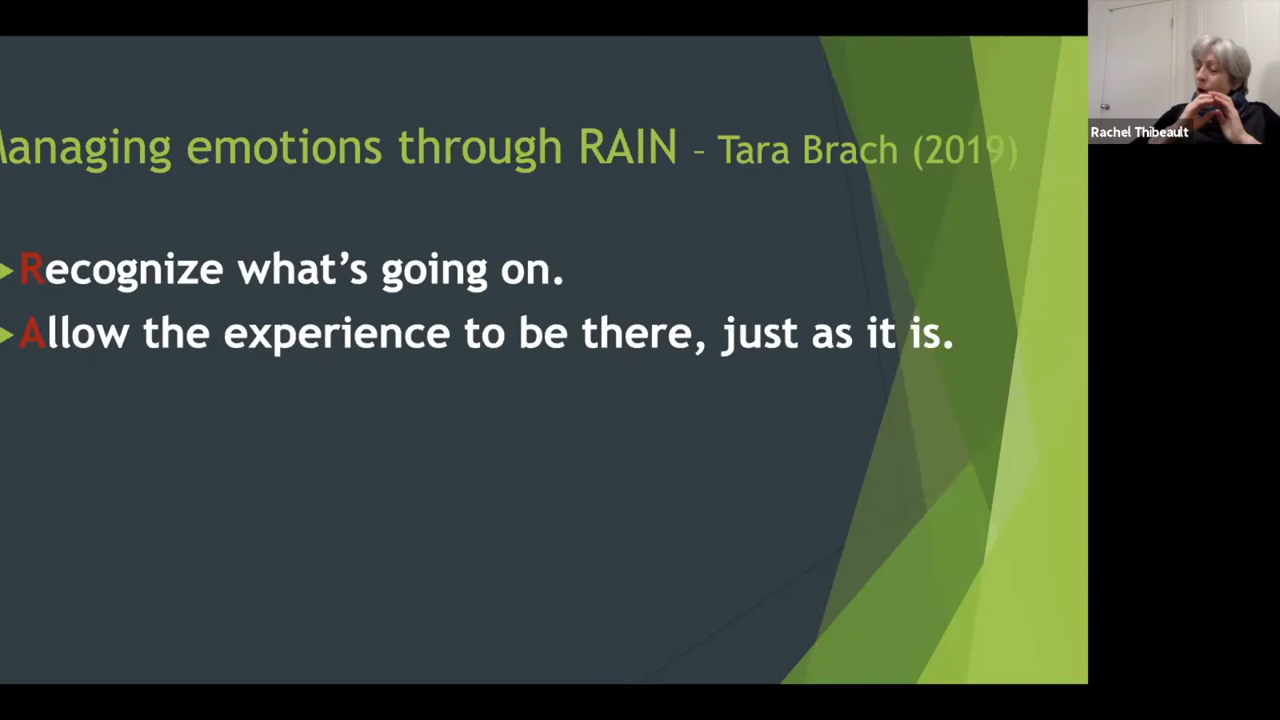 Managing emotions through RAIN – Tara Brach (2019)
Recognize what's going on.
Allow the experience to be there, just as it is.
Rachel Thibeault